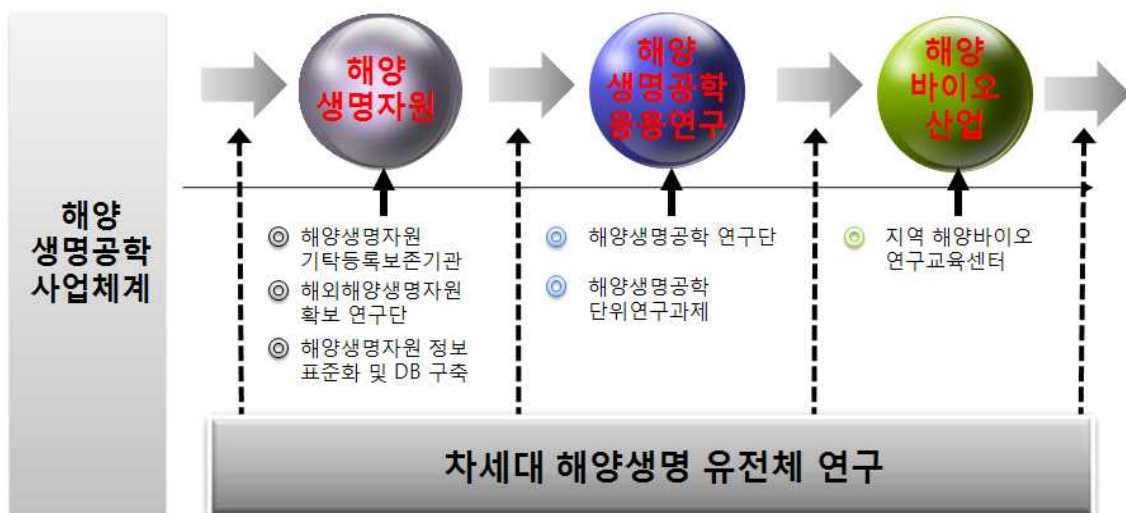 해양
생명공학
사업체계
해양
생명자원
해양
생명공학
응용연구
해양
바이오
산업
해양생명자원
기탁등록보존기관
해외해양생명자원
확보 연구단
해양생명자원 정보
표준화 및 DB 구축
해양생명공학 연구단
해양생명공학
단위연구과제
지역 해양바이오
연구교육센터
차세대 해양생명 유전체 연구